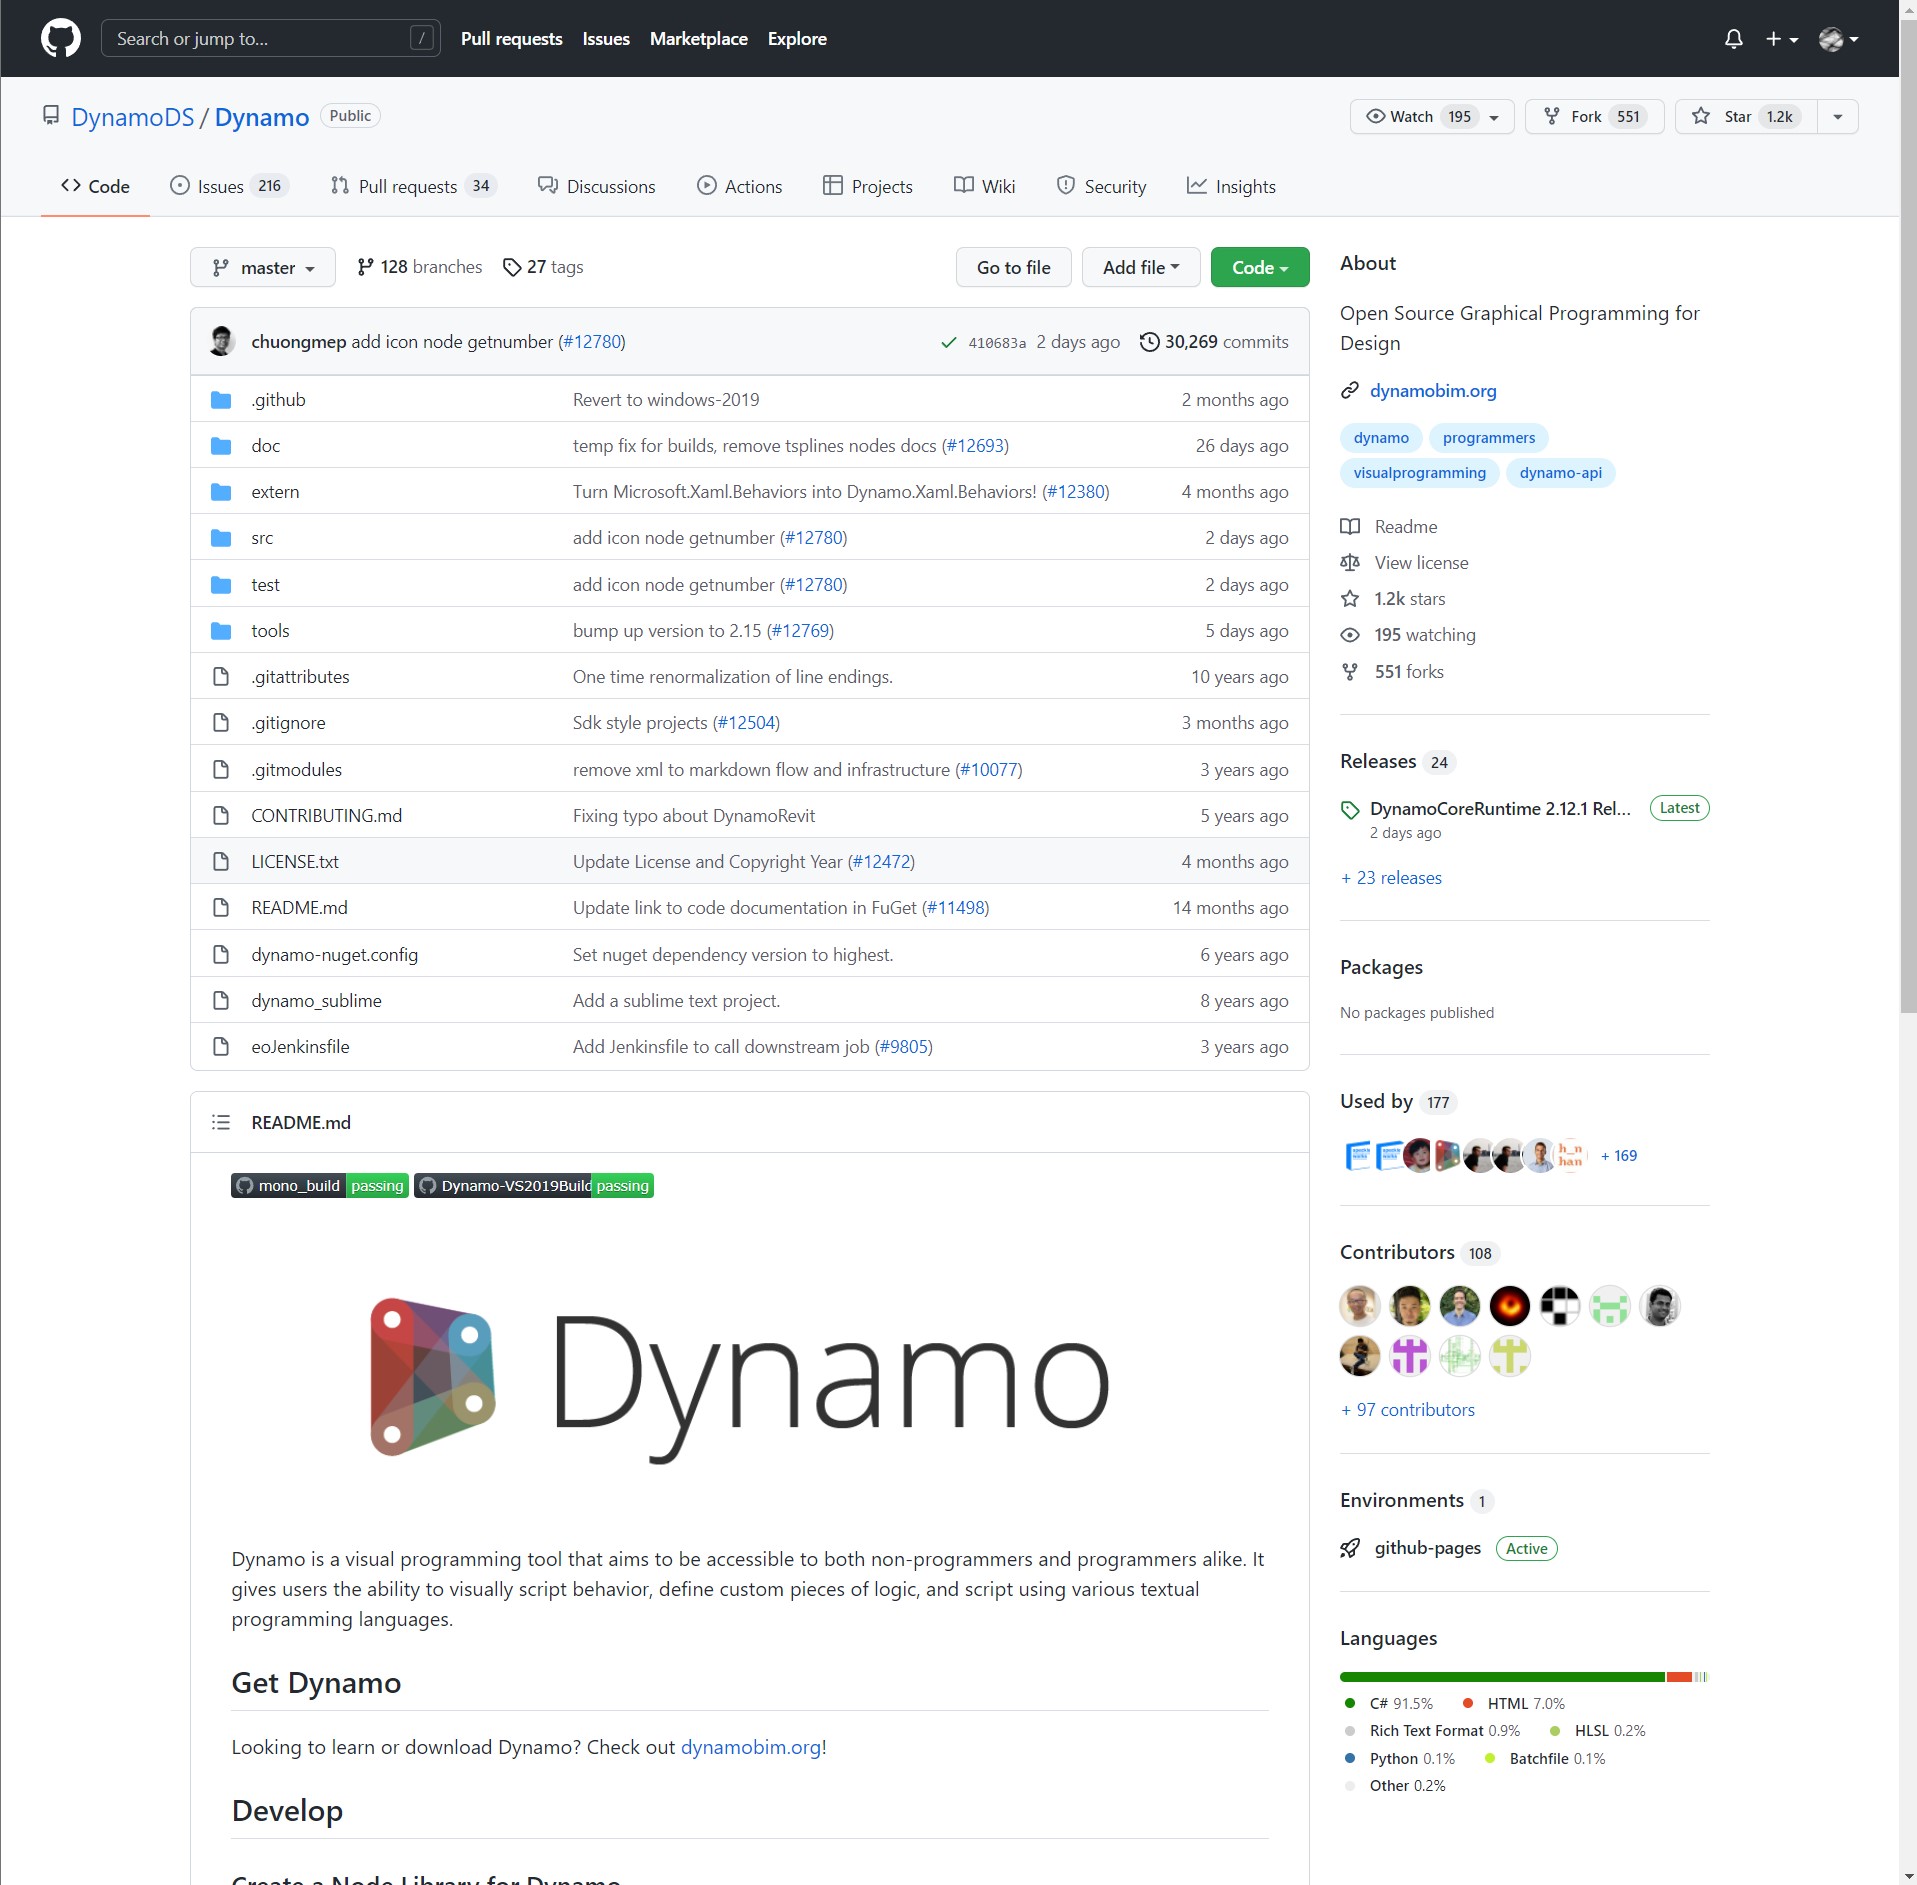 Search or jump to... /
Pull requests Issues Marketplace Explore
DynamoDS / Dynamo Public
Watch 195 Fork 551 Star 1.2k
Code Issues 216 Pull requests 34 Discussions Actions Projects Wiki Security Insights
master 128 branches 27 tags Go to file Add file Code
chuongmep add icon node getnumber (#12780) 410683a 2 days ago 30,269 commits
.github Revert to windows-2019 2 months ago
doc temp fix for builds, remove tsplines nodes docs (#12693) 26 days ago
extern Turn Microsoft.Xaml.Behaviors into Dynamo.Xaml.Behaviors! (#12380) 4 months ago
src add icon node getnumber (#12780) 2 days ago
test add icon node getnumber (#12780) 2 days ago
tools bump up version to 2.15 (#12769) 5 days ago
.gitattributes One time renormalization of line endings. 10 years ago
.gitignore Sdk style projects (#12504) 3 months ago
.gitmodules remove xml to markdown flow and infrastructure (#10077) 3 years ago
CONTRIBUTING.md Fixing typo about DynamoRevit 5 years ago
LICENSE.txt Update License and Copyright Year (#12472) 4 months ago
README.md Update link to code documentation in FuGet (#11498) 14 months ago
dynamo-nuget.config Set nuget dependency version to highest. 6 years ago
dynamo_sublime Add a sublime text project. 8 years ago
eoJenkinsfile Add Jenkinsfile to call downstream job (#9805) 3 years ago
README.md
mono_build passing Dynamo-VS2019Build passing
Dynamo
Dynamo is a visual programming tool that aims to be accessible to both non-programmers and programmers alike. It
gives users the ability to visually script behavior, define custom pieces of logic, and script using various textual
programming languages.
Get Dynamo
Looking to learn or download Dynamo? Check out dynamobim.org!
Develop
Create a Node Library for Dynamo
About
Open Source Graphical Programming for
Design
dynamobim.org
dynamo programmers
visualprogramming dynamo-api
Readme
View license
1.2k stars
195 watching
551 forks
Releases 24
DynamoCoreRuntime 2.12.1 Rel... Latest
2 days ago
+ 23 releases
Packages
No packages published
Used by 177
h_n
han
+ 169
Contributors 108
+ 97 contributors
Environments 1
github-pages Active
Languages
C# 91.5% HTML 7.0%
Rich Text Format 0.9% HLSL 0.2%
Python 0.1% Batchfile 0.1%
Other 0.2%